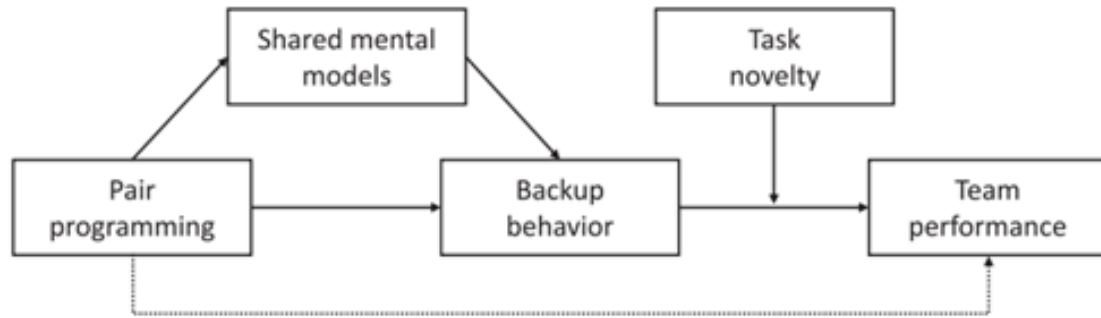 Shared mental
models
Task
novelty
Pair
programming
Backup
behavior
Team
performance